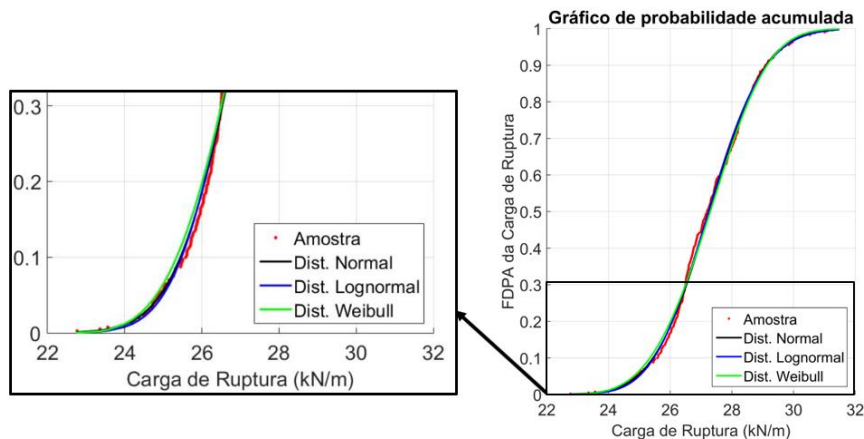 0.3
0.2
0.1
0
22 24 26 28 30 32
Carga de Ruptura (kN/m)
Amostra
Dist. Normal
Dist. Lognormal
Dist. Weibull
Gráfico de probabilidade acumulada
FDPA da Carga de Ruptura
1
0.9
0.8
0.7
0.6
0.5
0.4
0.3
0.2
0.1
0
22 24 26 28 30 32
Carga de Ruptura (kN/m)
Amostra
Dist. Normal
Dist. Lognormal
Dist. Weibull